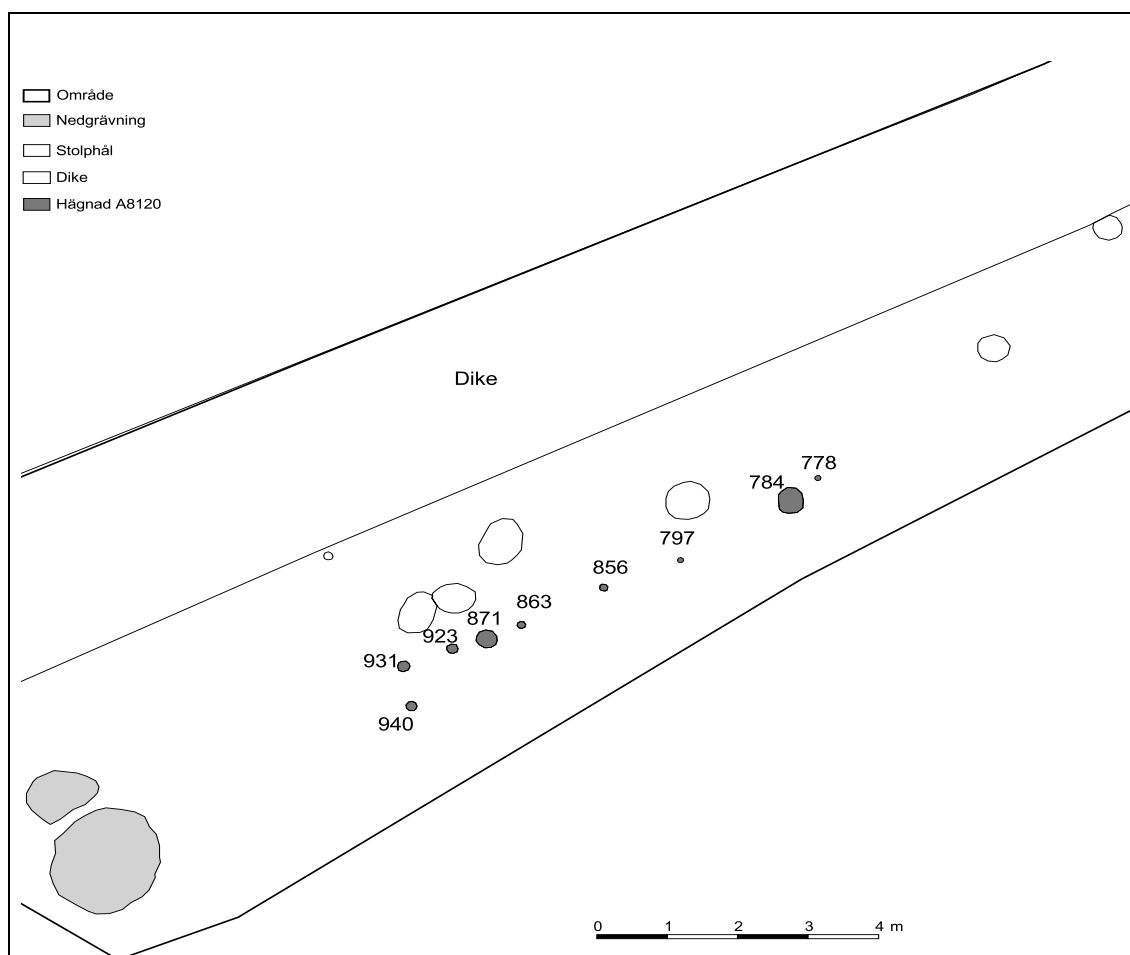 Område
Nedgrävning
Stolphål
Dike
Hägnad A8120
Dike
778
784
797
856
863
871
923
931
940
0 1 2 3 4 m